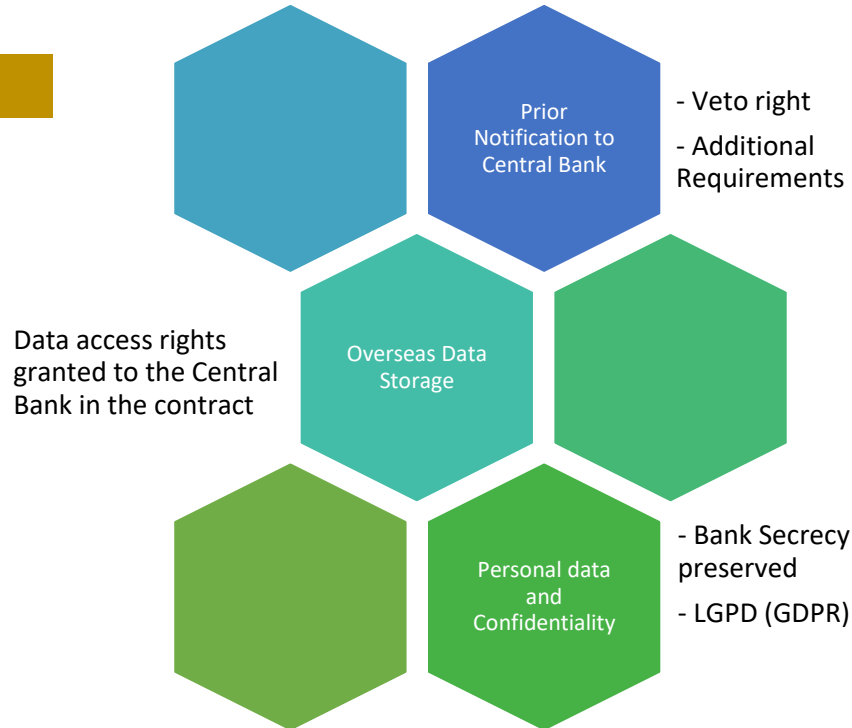 Prior
Notification to
Central Bank
- Veto right
- Additional
Requirements
Data access rights
granted to the Central
Bank in the contract
Overseas Data
Storage
Personal data
and
Confidentiality
- Bank Secrecy
preserved
- LGPD (GDPR)